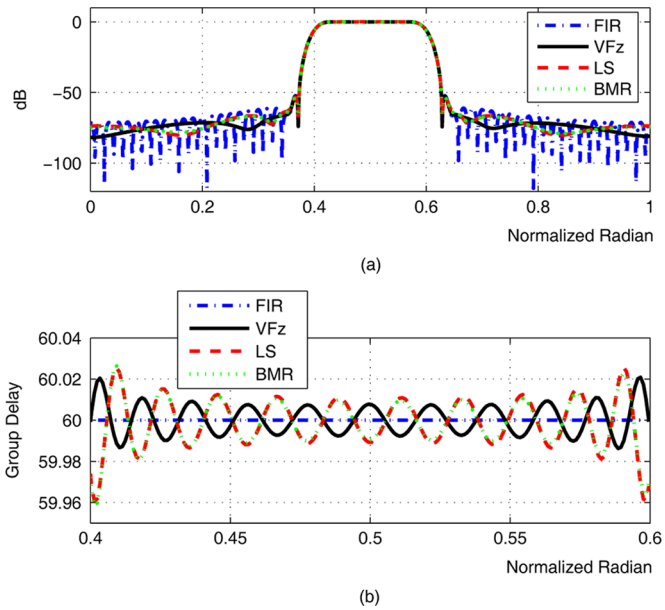 0
−50
−100
dB
FIR
VFz
LS
BMR
0 0.2 0.4 0.6 0.8 1
Normalized Radian
(a)
FIR
VFz
LS
BMR
60.04
60.02
60
59.98
59.96
Group Delay
0.4 0.45 0.5 0.55 0.6
Normalized Radian
(b)